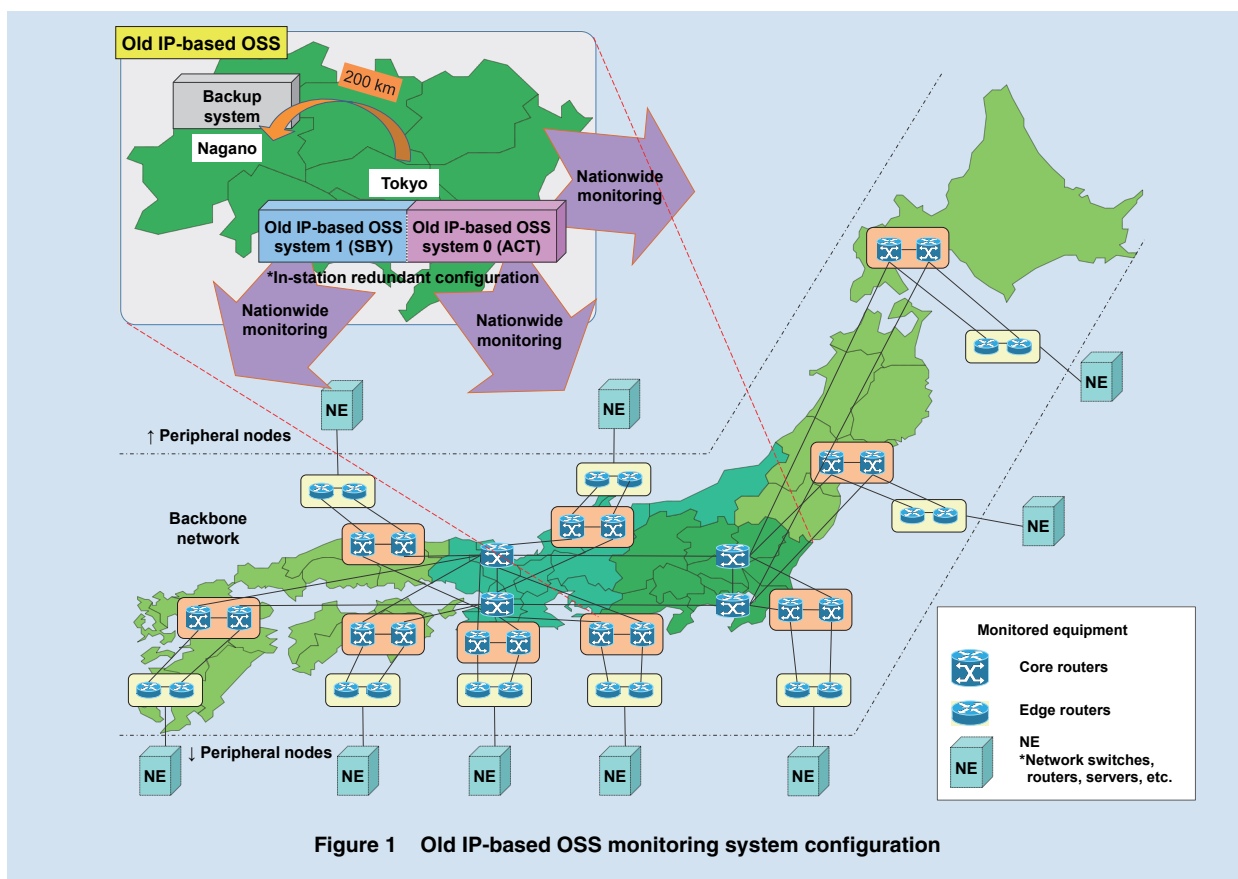 Old IP-based OSS
200 km
Backup
system
Nagano
Tokyo
Nationwide
monitoring
Old IP-based OSS
system 1 (SBY)
Old IP-based OSS
system 0 (ACT)
*In-station redundant configuration
Nationwide
monitoring
Nationwide
monitoring
NE
NE
NE
↑ Peripheral nodes
Backbone
network
NE
↓ Peripheral nodes
NE
NE
NE
NE
NE
Monitored equipment
Core routers
Edge routers
NE
NE
*Network switches,
routers, servers, etc.
Figure 1 Old IP-based OSS monitoring system configuration